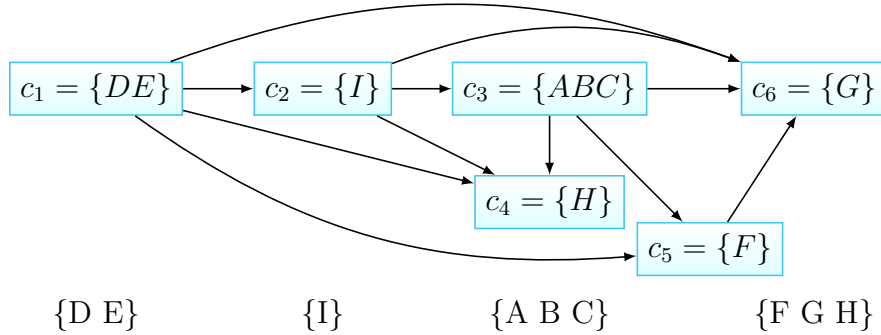 c₁ = {DE} c₂ = {I} c₃ = {ABC} c₆ = {G}
c₄ = {H}
c₅ = {F}
{D E} {I} {A B C} {F G H}